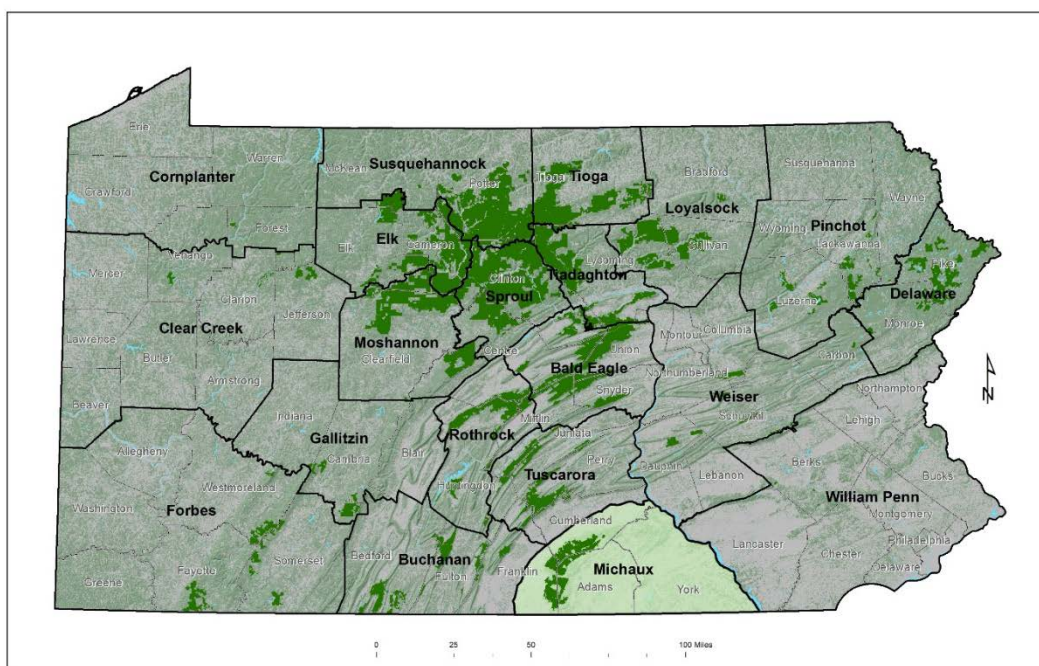 Erie
Warren
McKean
Susquehannock
Potter
Tioga
Tioga
Bradford
Susquehanna
Cornplanter
Crawford
Forest
Elk
Elk
Cameron
Loyalsock
Sullivan
Wyoming
Pinchot
Lackawanna
Wayne
Venango
Mercer
Clarion
Jefferson
Clinton
Sproul
Tiadaghton
Lycoming
Luzerne
Pike
Delaware
Monroe
Clear Creek
Lawrence
Butler
Armstrong
Moshannon
Clearfield
Centre
Union
Bald Eagle
Snyder
Montour
Columbia
Northumberland
Carbon
Weiser
Schuylkill
Northampton
Lehigh
Beaver
Allegheny
Indiana
Gallitzin
Cambria
Blair
Rothrock
Mifflin
Juniata
Huntingdon
Tuscarora
Perry
Dauphin
Lebanon
Berks
Bucks
William Penn
Montgomery
Philadelphia
Washington
Westmoreland
Forbes
Somerset
Fayette
Greene
Bedford
Buchanan
Fulton
Franklin
Cumberland
Michaux
Adams
York
Lancaster
Chester
Delaware
N
0 25 50 100 Miles